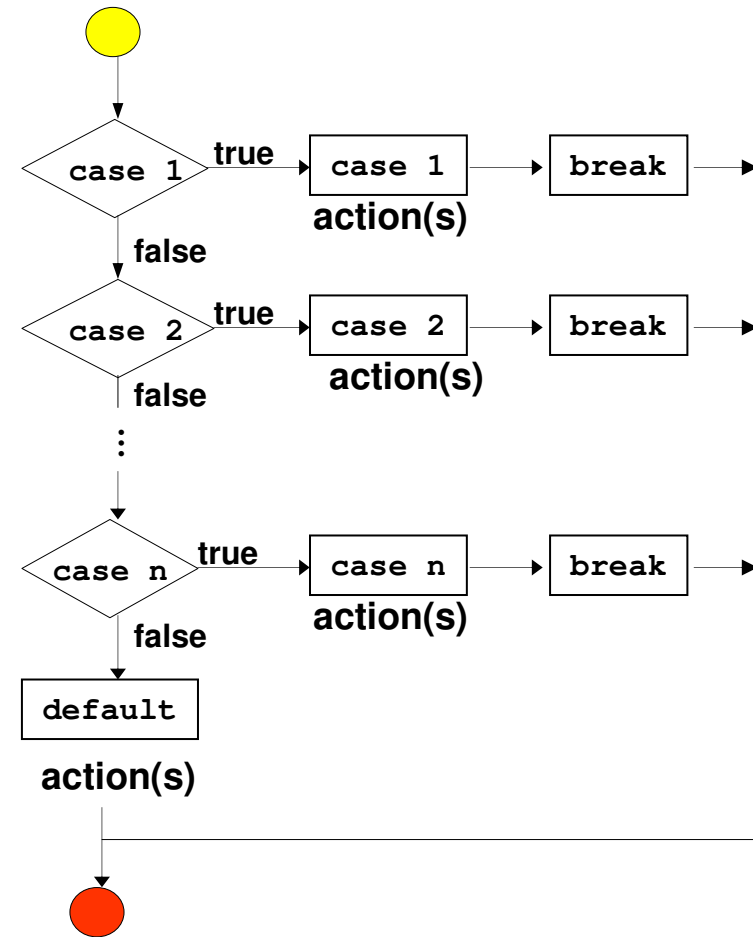 true
case 1
case 1
break
action(s)
false
true
case 2
case 2
break
action(s)
false
...
true
case n
case n
break
action(s)
false
default
action(s)